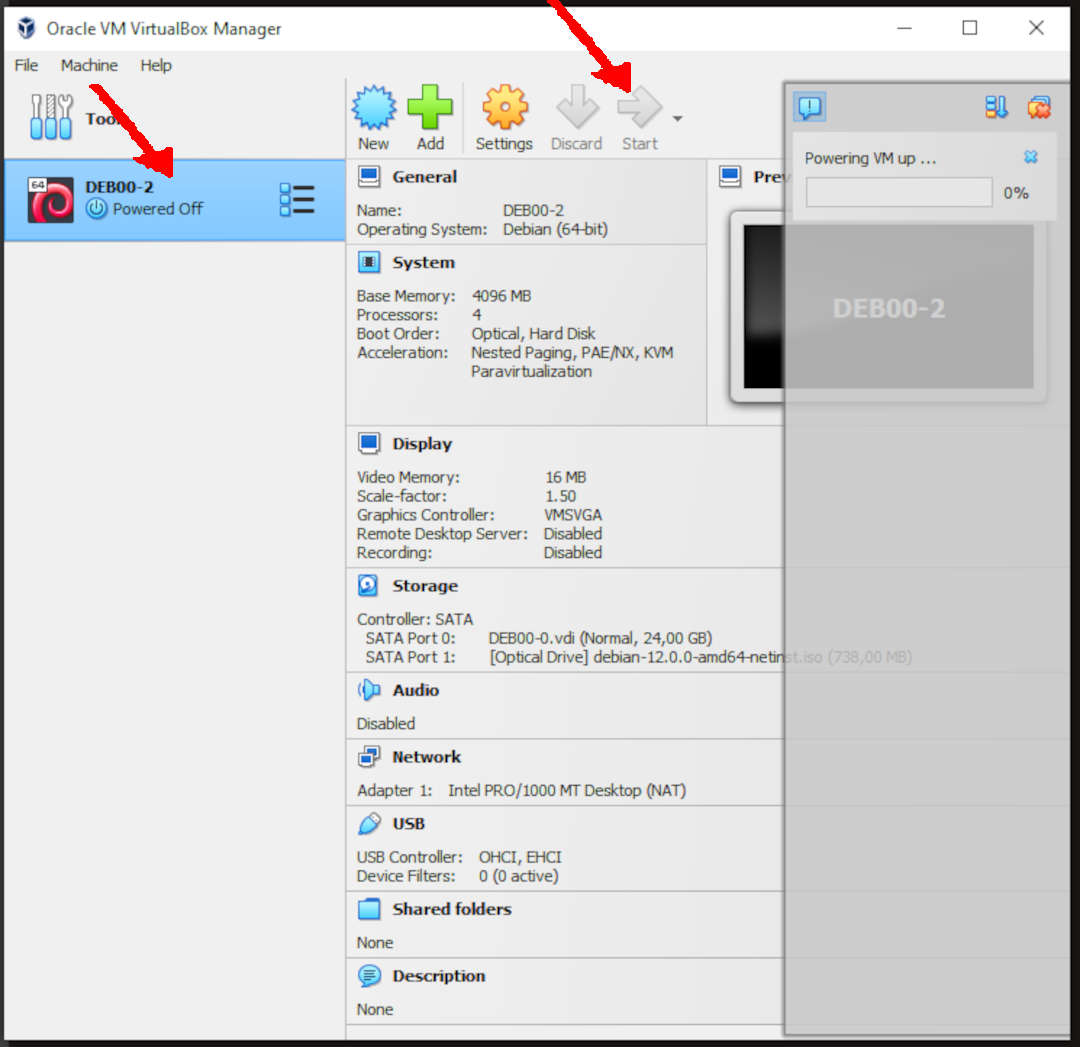 Oracle VM VirtualBox Manager
File Machine Help
New Add Settings Discard Start
64
DEB00-2
Powered Off
General
Name: DEB00-2
Operating System: Debian (64-bit)
System
Base Memory: 4096 MB
Processors: 4
Boot Order: Optical, Hard Disk
Acceleration: Nested Paging, PAE/NX, KVM
Paravirtualization
Display
Video Memory: 16 MB
Scale-factor: 1.50
Graphics Controller: VMSVGA
Remote Desktop Server: Disabled
Recording: Disabled
Storage
Controller: SATA
SATA Port 0: DEB00-0.vdi (Normal, 24,00 GB)
SATA Port 1: [Optical Drive] debian-12.0.0-amd64-netinst.iso (738,00 MB)
Audio
Disabled
Network
Adapter 1: Intel PRO/1000 MT Desktop (NAT)
USB
USB Controller: OHCI, EHCI
Device Filters: 0 (0 active)
Shared folders
None
Description
None
Powering VM up ...
0%
DEB00-2